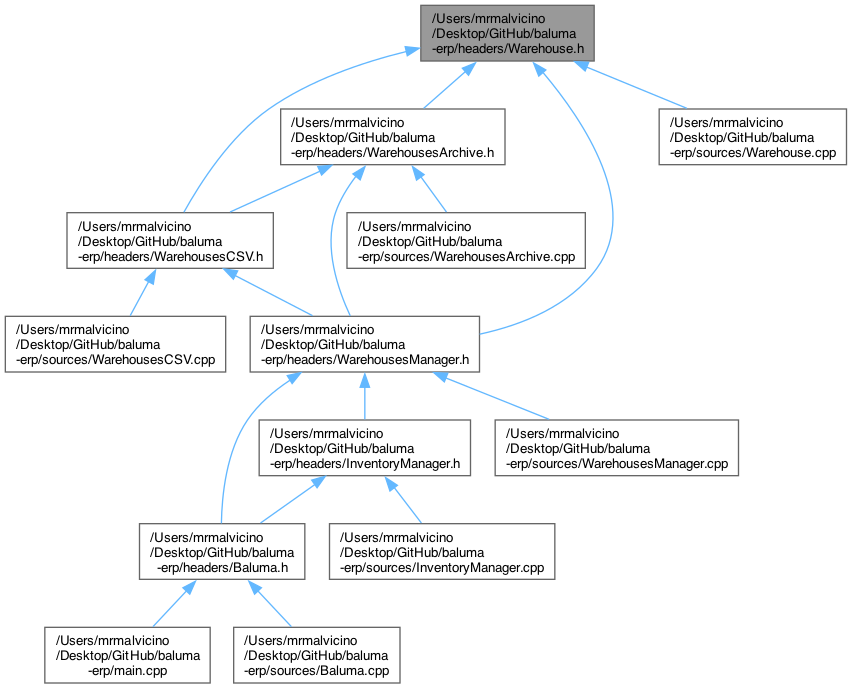 /Users/mrmalvicino
/Desktop/GitHub/baluma
-erp/headers/Warehouse.h
/Users/mrmalvicino
/Desktop/GitHub/baluma
-erp/headers/WarehousesArchive.h
/Users/mrmalvicino
/Desktop/GitHub/baluma
-erp/sources/Warehouse.cpp
/Users/mrmalvicino
/Desktop/GitHub/baluma
-erp/headers/WarehousesCSV.h
/Users/mrmalvicino
/Desktop/GitHub/baluma
-erp/sources/WarehousesArchive.cpp
/Users/mrmalvicino
/Desktop/GitHub/baluma
-erp/sources/WarehousesCSV.cpp
/Users/mrmalvicino
/Desktop/GitHub/baluma
-erp/headers/WarehousesManager.h
/Users/mrmalvicino
/Desktop/GitHub/baluma
-erp/headers/InventoryManager.h
/Users/mrmalvicino
/Desktop/GitHub/baluma
-erp/sources/WarehousesManager.cpp
/Users/mrmalvicino
/Desktop/GitHub/baluma
-erp/headers/Baluma.h
/Users/mrmalvicino
/Desktop/GitHub/baluma
-erp/sources/InventoryManager.cpp
/Users/mrmalvicino
/Desktop/GitHub/baluma
-erp/main.cpp
/Users/mrmalvicino
/Desktop/GitHub/baluma
-erp/sources/Baluma.cpp